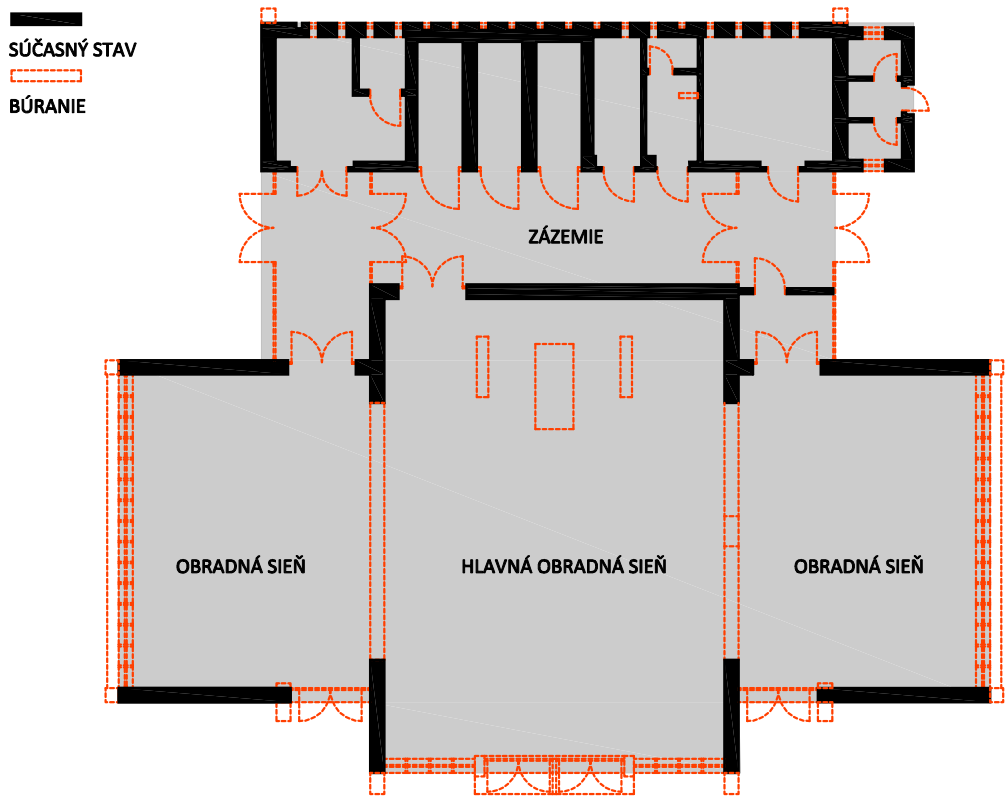 SÚČASNÝ STAV
BÚRANIE
ZÁZEMIE
OBRADNÁ SIEŇ
HLAVNÁ OBRADNÁ SIEŇ
OBRADNÁ SIEŇ